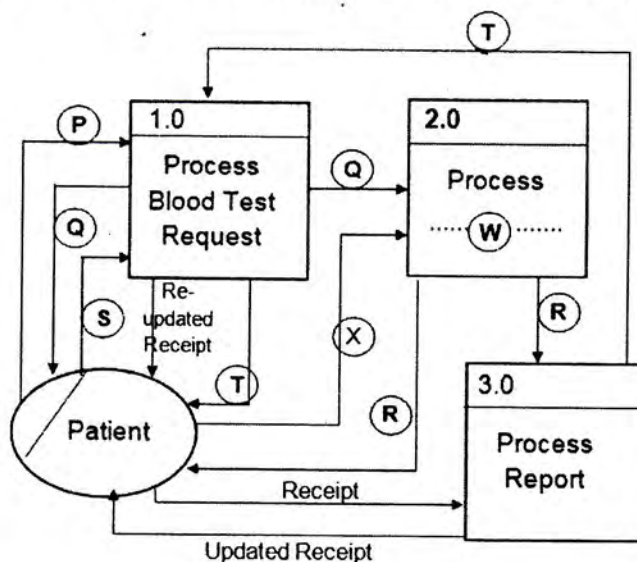 T
P
1.0
Process
Blood Test
Request
Q
2.0
Process
W
Q
S
Re-
updated
Receipt
T
X
R
R
3.0
Process
Report
Patient
Receipt
Updated Receipt